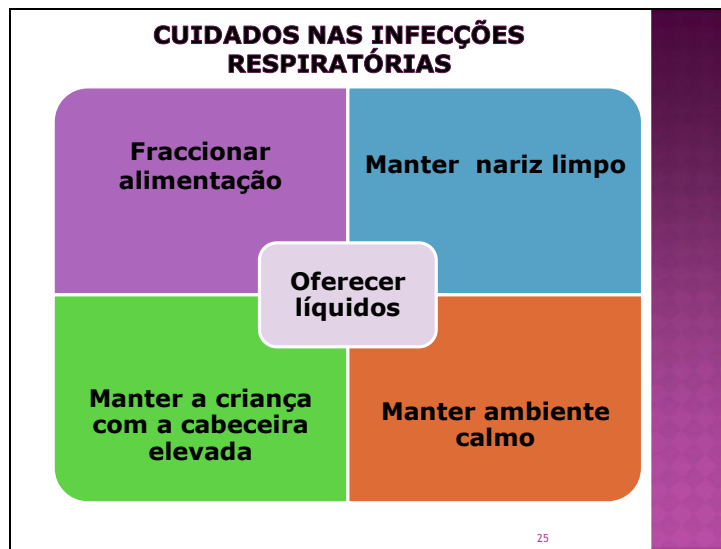 CUIDADOS NAS INFECÇÕES
RESPIRATÓRIAS
Fraccionar
alimentação
Manter nariz limpo
Oferecer
líquidos
Manter a criança
com a cabeceira
elevada
Manter ambiente
calmo
25